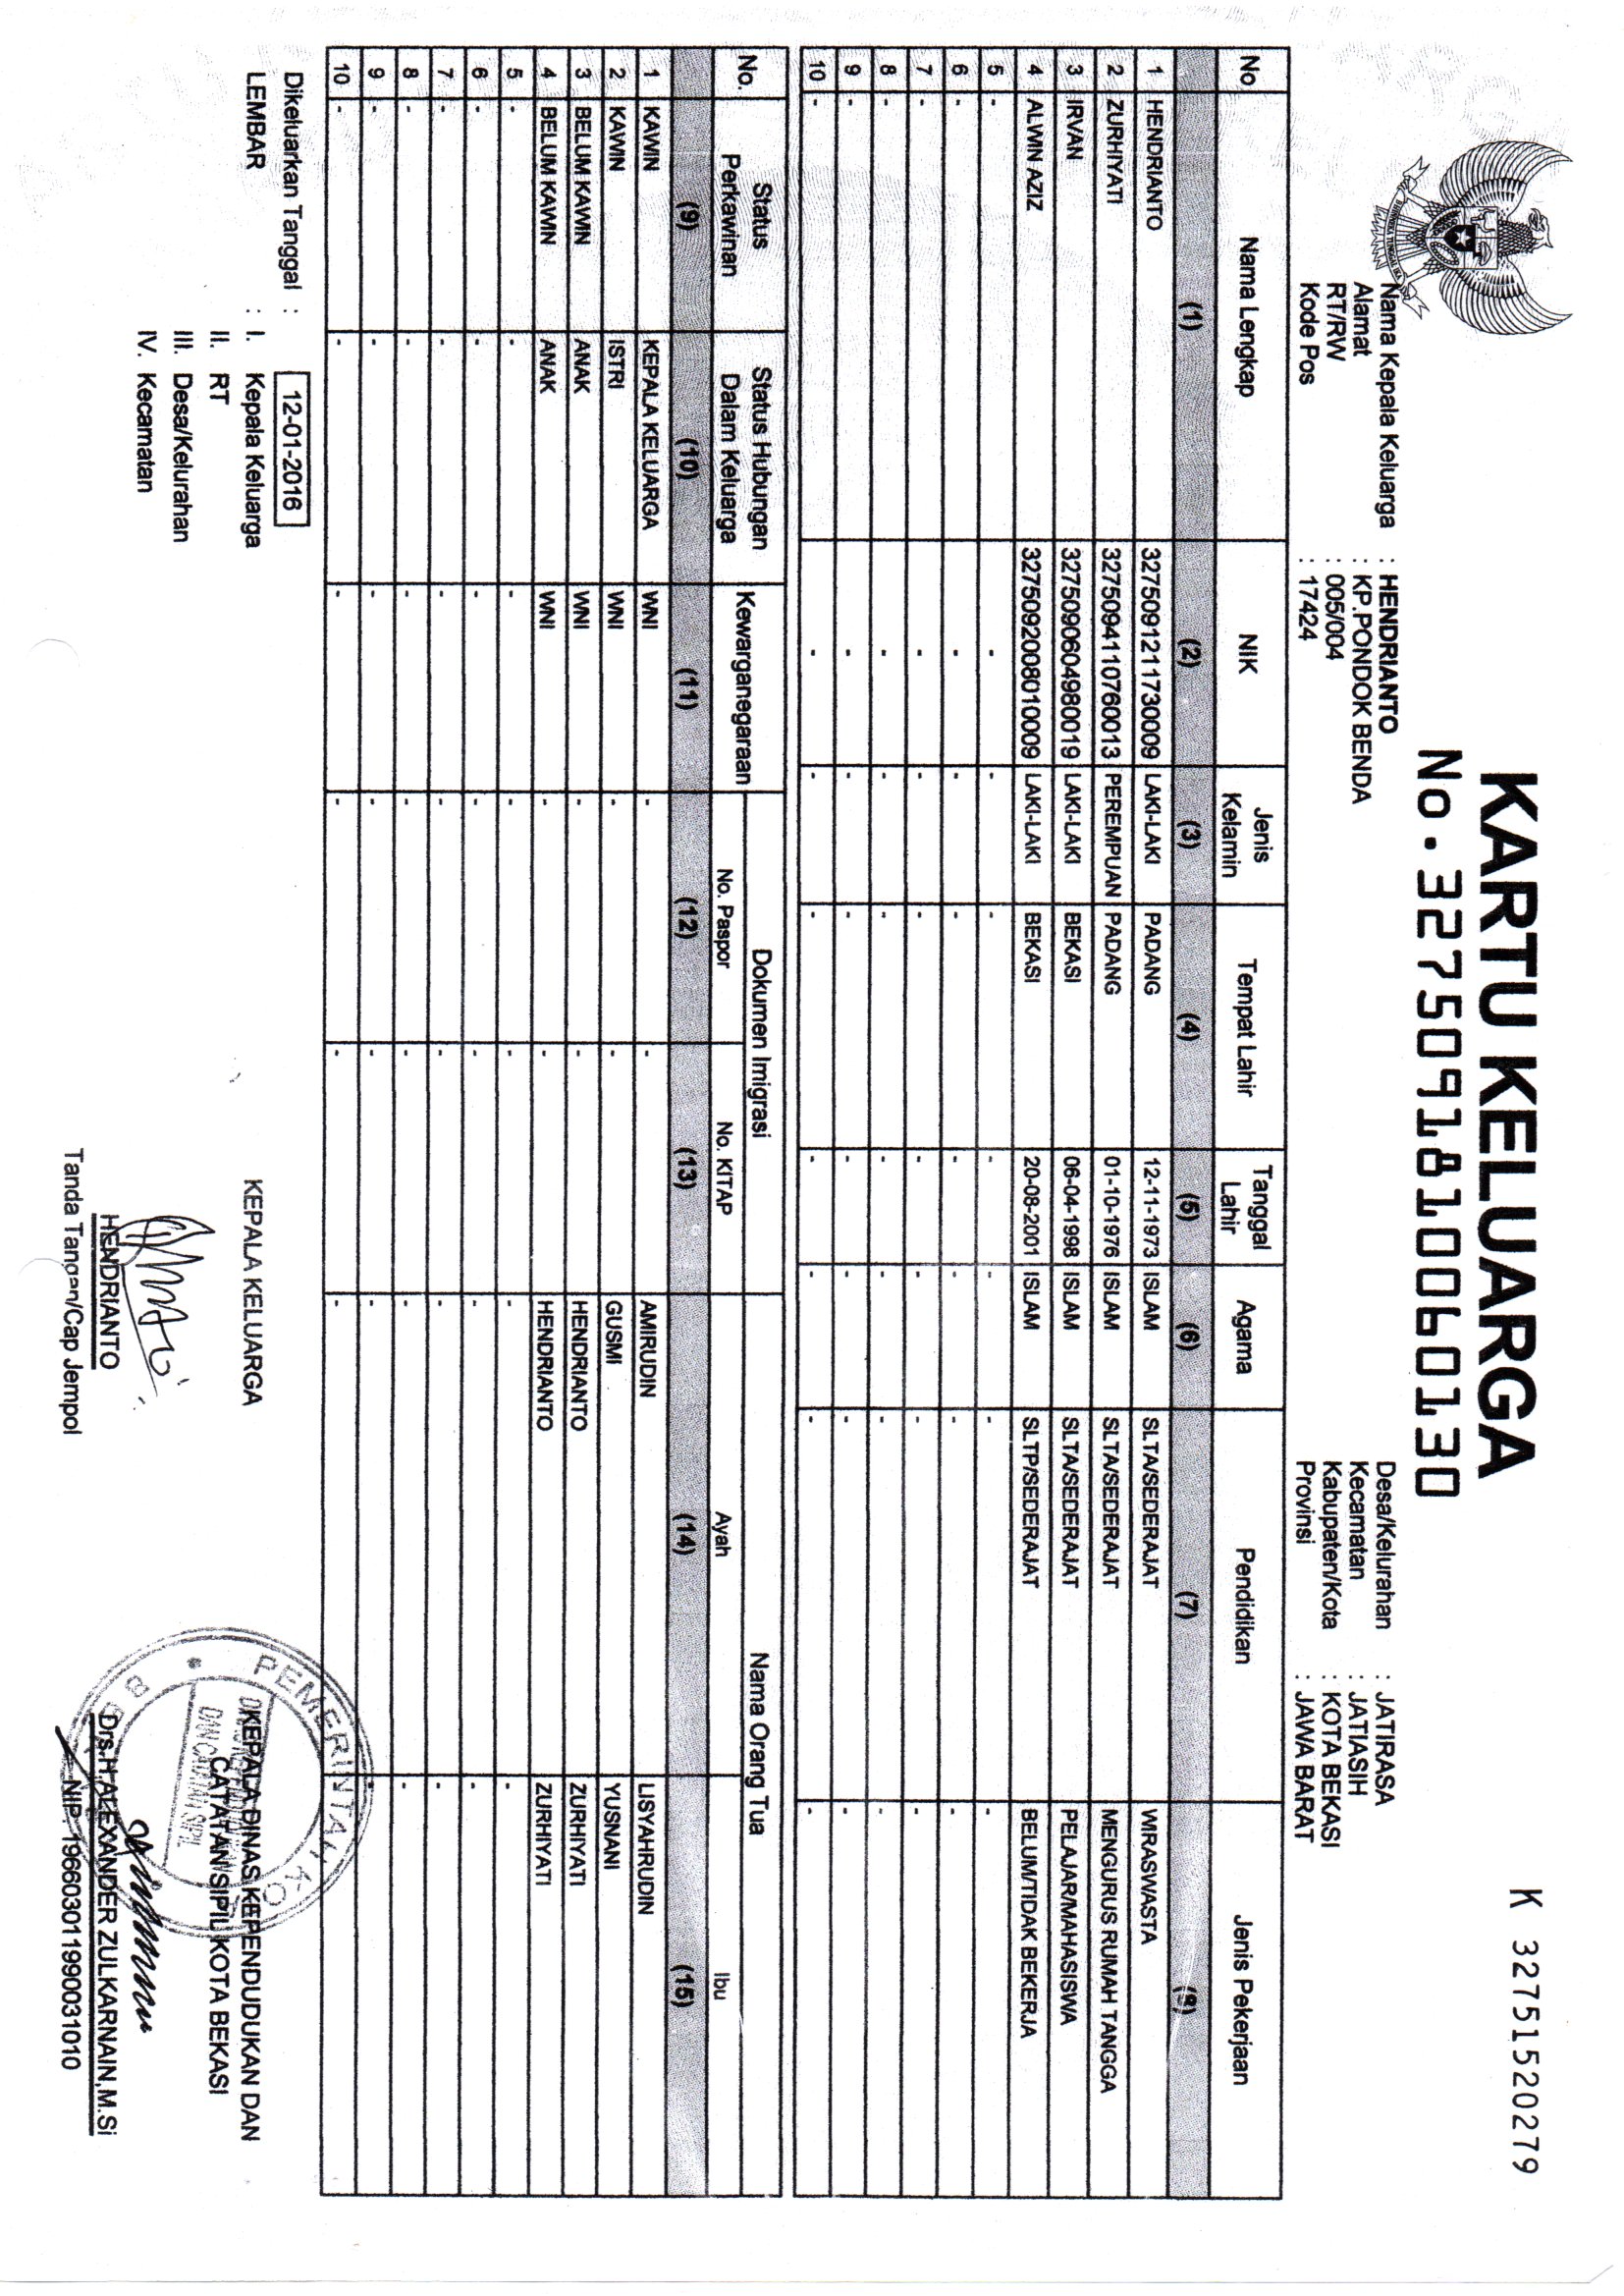 KARTU KELUARGA
No. 3275091810060130
K 32751520279
BHINNEKA TUNGGAL IKA
Nama Kepala Keluarga : HENDRIANTO
Alamat : KP.PONDOK BENDA
RT/RW : 005/004
Kode Pos : 17424
Desa/Kelurahan : JATIRASA
Kecamatan : JATIASIH
Kabupaten/Kota : KOTA BEKASI
Provinsi : JAWA BARAT
No Nama Lengkap NIK Jenis Kelamin Tempat Lahir Tanggal Lahir Agama Pendidikan Jenis Pekerjaan
(1) (2) (3) (4) (5) (6) (7) (8)
1 HENDRIANTO 3275091211730009 LAKI-LAKI PADANG 12-11-1973 ISLAM SLTA/SEDERAJAT WIRASWASTA
2 ZURHIYATI 3275094110760013 PEREMPUAN PADANG 01-10-1976 ISLAM SLTA/SEDERAJAT MENGURUS RUMAH TANGGA
3 IRVAN 3275090604980019 LAKI-LAKI BEKASI 06-04-1998 ISLAM SLTA/SEDERAJAT PELAJAR/MAHASISWA
4 ALWIN AZIZ 3275092008010009 LAKI-LAKI BEKASI 20-08-2001 ISLAM SLTP/SEDERAJAT BELUM/TIDAK BEKERJA
5 - - - - - - - -
6 - - - - - - - -
7 - - - - - - - -
8 - - - - - - - -
9 - - - - - - - -
10 - - - - - - - -
No. Status Perkawinan Status Hubungan Dalam Keluarga Kewarganegaraan Dokumen Imigrasi Nama Orang Tua
No. Paspor No. KITAP Ayah Ibu
(9) (10) (11) (12) (13) (14) (15)
1 KAWIN KEPALA KELUARGA WNI - - AMIRUDIN LISYAHRUDIN
2 KAWIN ISTRI WNI - - GUSMI YUSNANI
3 BELUM KAWIN ANAK WNI - - HENDRIANTO ZURHIYATI
4 BELUM KAWIN ANAK WNI - - HENDRIANTO ZURHIYATI
5 - - - - - - -
6 - - - - - - -
7 - - - - - - -
8 - - - - - - -
9 - - - - - - -
10 - - - - - - -
Dikeluarkan Tanggal : 12-01-2016
LEMBAR : I. Kepala Keluarga
II. RT
III. Desa/Kelurahan
IV. Kecamatan
KEPALA KELUARGA
HENDRIANTO
Tanda Tangan/Cap Jempol
KEPALA DINAS KEPENDUDUKAN DAN
CATATAN SIPIL KOTA BEKASI
PEMERINTAH KOTA BEKASI
DINAS KEPENDUDUKAN
DAN CATATAN SIPIL
Drs.H.ALEXANDER ZULKARNAIN,M.Si
NIP. 196603011990031010